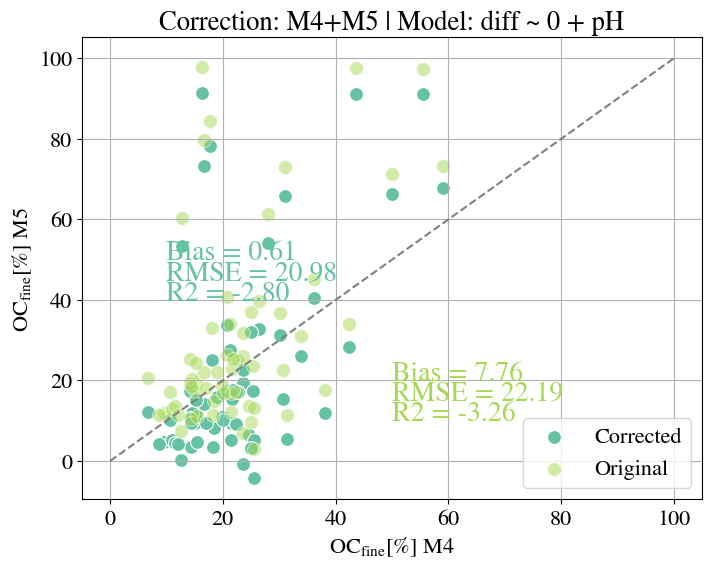 Correction: M4+M5 | Model: diff ~ 0 + pH
100
80
60
40
20
0
OC_fine[%] M5
Bias = 0.61
RMSE = 20.98
R2 = -2.80
Bias = 7.76
RMSE = 22.19
R2 = -3.26
Corrected
Original
0
20
40
60
80
100
OC_fine[%] M4